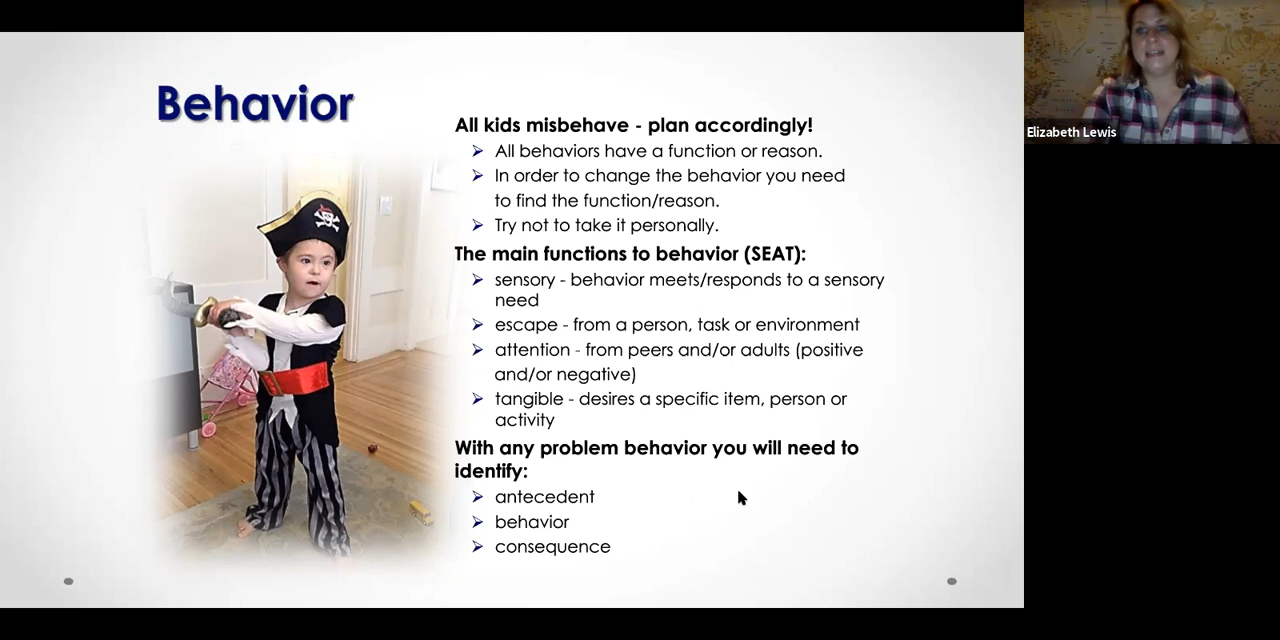 Behavior
All kids misbehave - plan accordingly!
All behaviors have a function or reason.
In order to change the behavior you need
to find the function/reason.
Try not to take it personally.
The main functions to behavior (SEAT):
sensory - behavior meets/responds to a sensory
need
escape - from a person, task or environment
attention - from peers and/or adults (positive
and/or negative)
tangible - desires a specific item, person or
activity
With any problem behavior you will need to
identify:
antecedent
behavior
consequence
Elizabeth Lewis